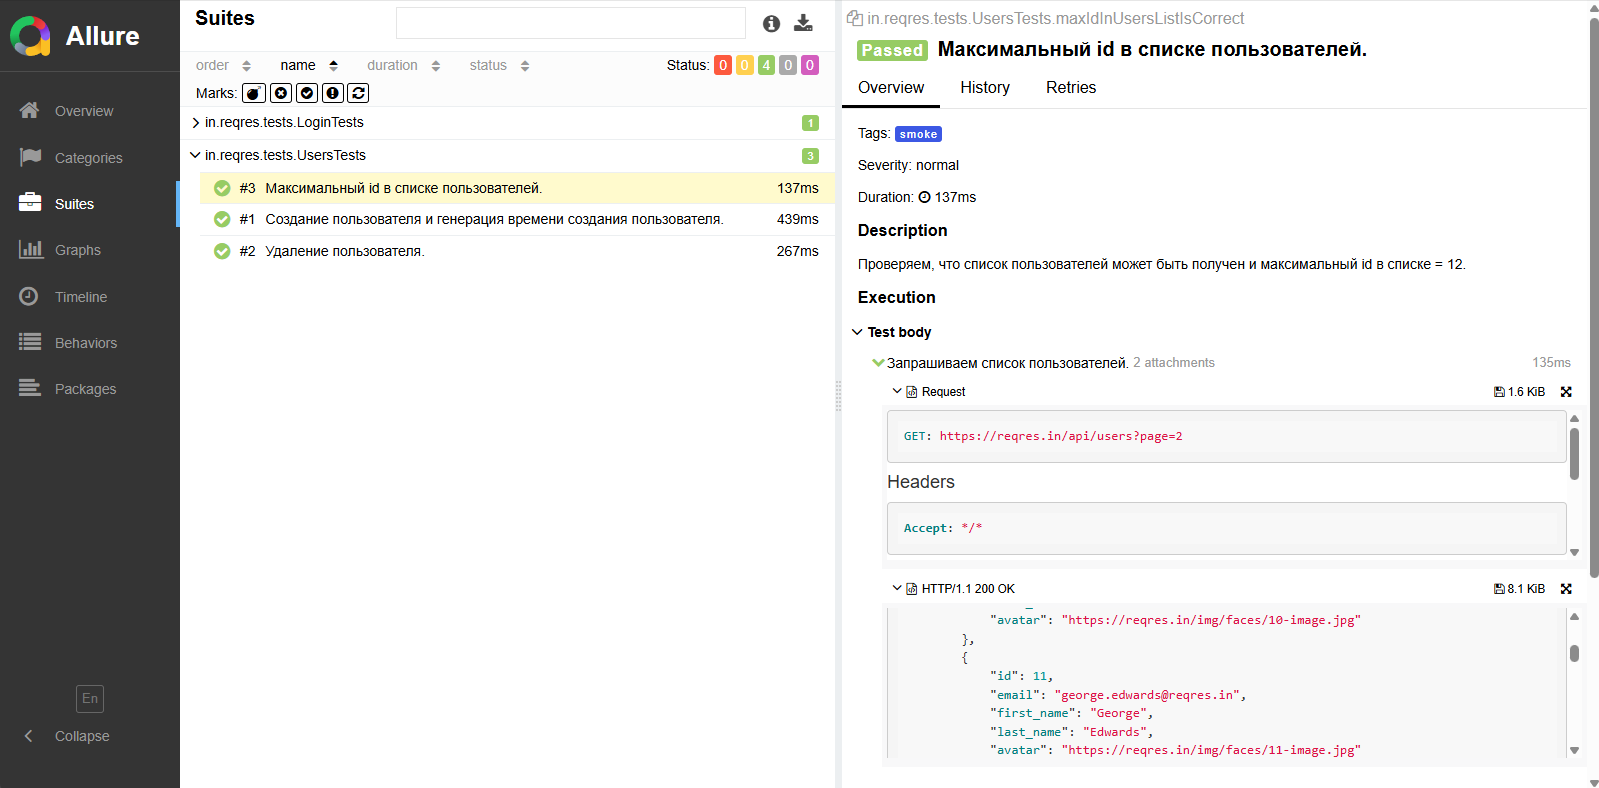 Allure
Overview
Categories
Suites
Graphs
Timeline
Behaviors
Packages
En
Collapse
Suites
order name duration status Status: 0 0 4 0 0
Marks:
in.reqres.tests.LoginTests 1
in.reqres.tests.UsersTests 3
#3 Максимальный id в списке пользователей. 137ms
#1 Создание пользователя и генерация времени создания пользователя. 439ms
#2 Удаление пользователя. 267ms
in.reqres.tests.UsersTests.maxIdInUsersListIsCorrect
Passed Максимальный id в списке пользователей.
Overview History Retries
Tags: smoke
Severity: normal
Duration: 137ms
Description
Проверяем, что список пользователей может быть получен и максимальный id в списке = 12.
Execution
Test body
Запрашиваем список пользователей. 2 attachments 135ms
Request 1.6 KiB
GET: https://reqres.in/api/users?page=2
Headers
Accept: */*
HTTP/1.1 200 OK 8.1 KiB
"avatar": "https://reqres.in/img/faces/10-image.jpg"
},
{
"id": 11,
"email": "george.edwards@reqres.in",
"first_name": "George",
"last_name": "Edwards",
"avatar": "https://reqres.in/img/faces/11-image.jpg"